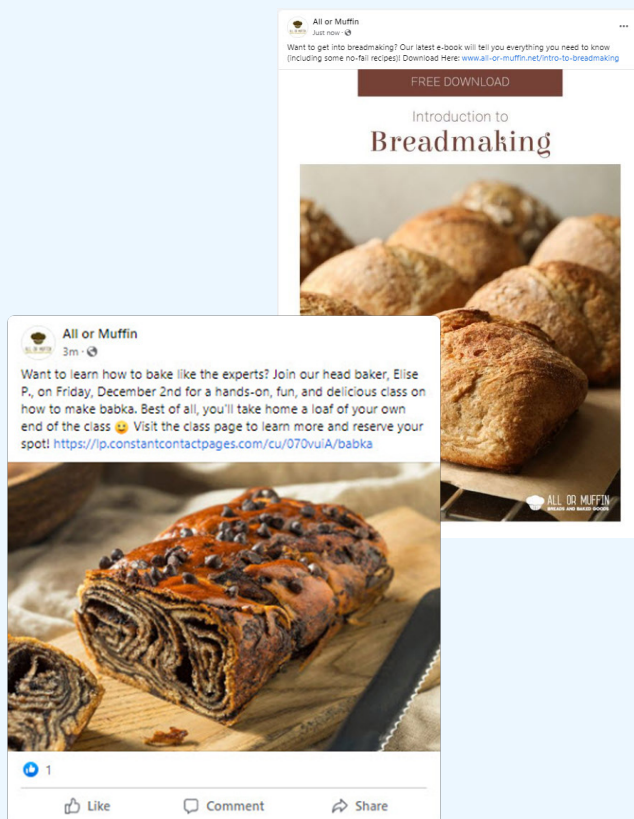 All or Muffin
Just now ·
Want to get into breadmaking? Our latest e-book will tell you everything you need to know
(including some no-fail recipes)! Download Here: www.all-or-muffin.net/intro-to-breadmaking
FREE DOWNLOAD
Introduction to
Breadmaking
ALL OR MUFFIN
BREADS AND BAKED GOODS
All or Muffin
3m ·
Want to learn how to bake like the experts? Join our head baker, Elise
P., on Friday, December 2nd for a hands-on, fun, and delicious class on
how to make babka. Best of all, you'll take home a loaf of your own
end of the class 😉 Visit the class page to learn more and reserve your
spot! https://lp.constantcontactpages.com/cu/070vuiA/babka
1
Like Comment Share